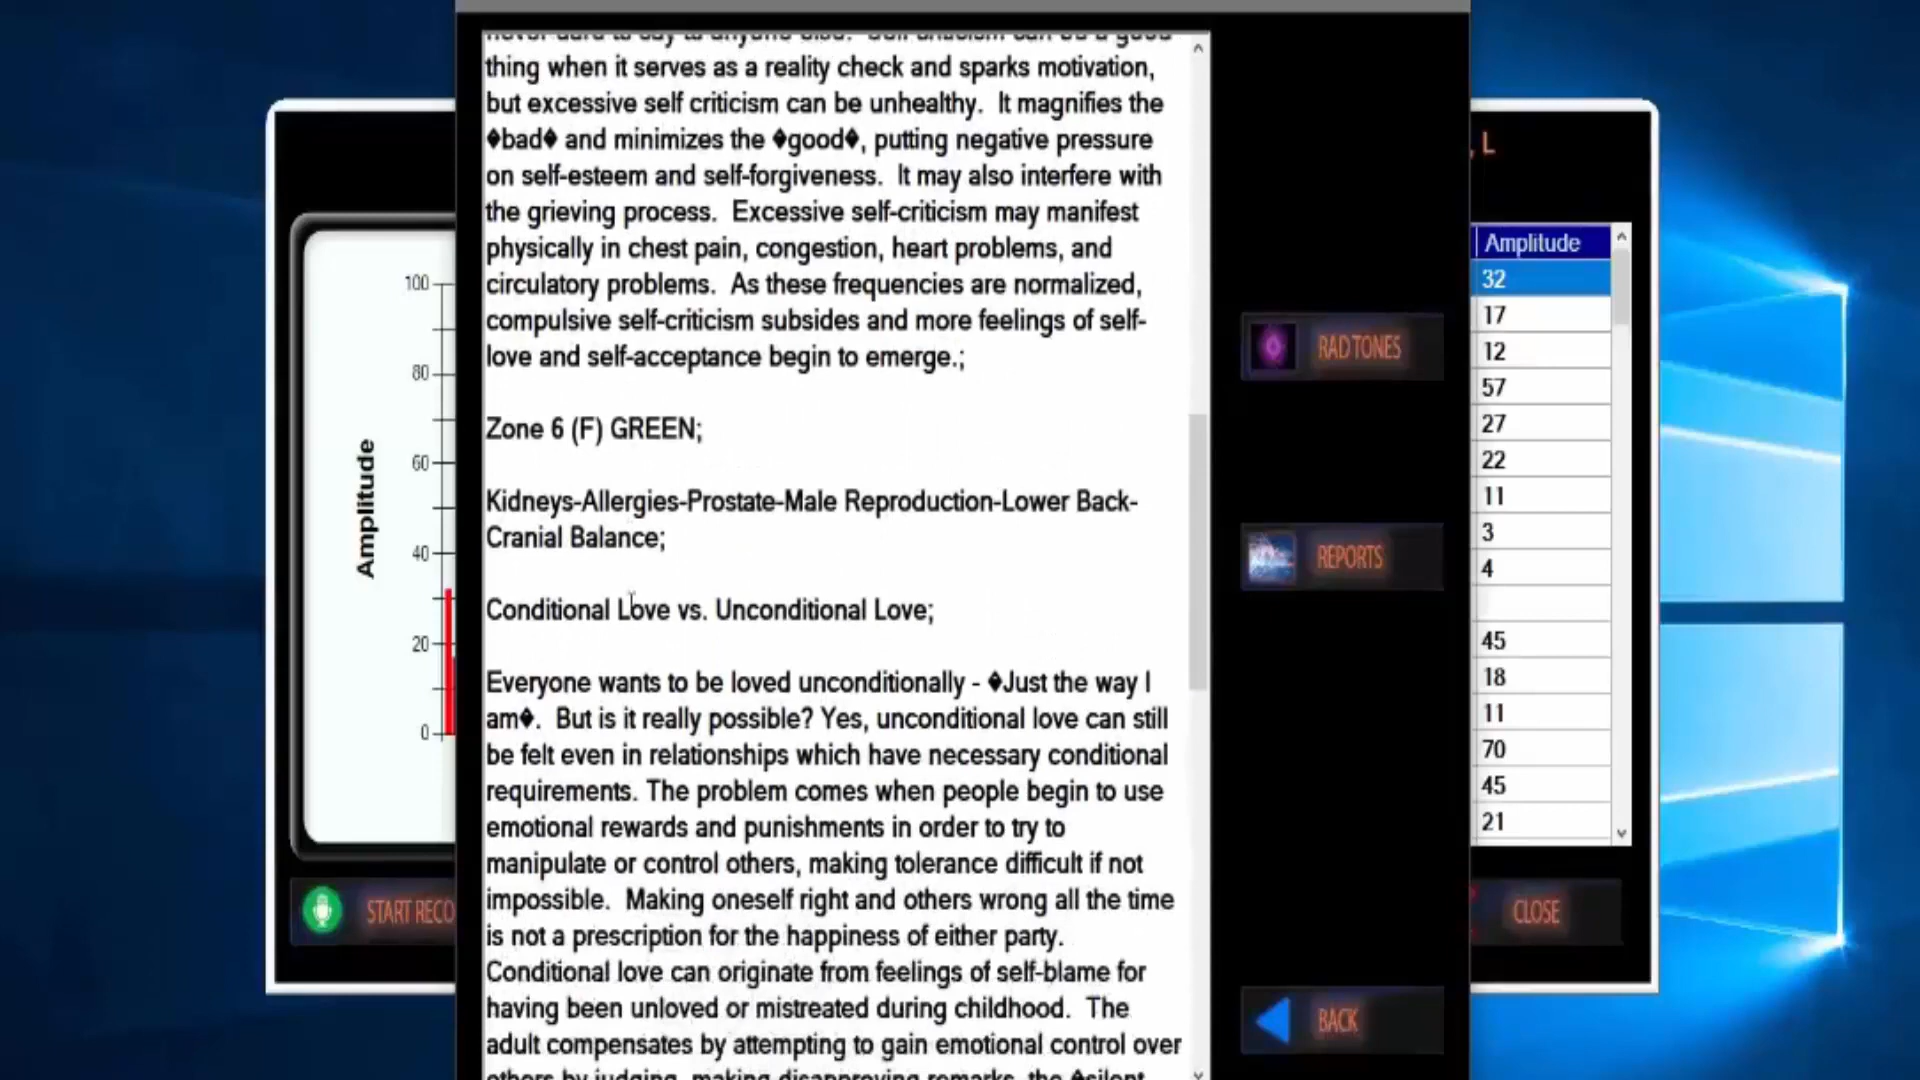 thing when it serves as a reality check and sparks motivation,
but excessive self criticism can be unhealthy.  It magnifies the
�bad� and minimizes the �good�, putting negative pressure
on self-esteem and self-forgiveness.  It may also interfere with
the grieving process.  Excessive self-criticism may manifest
physically in chest pain, congestion, heart problems, and
circulatory problems.  As these frequencies are normalized,
compulsive self-criticism subsides and more feelings of self-
love and self-acceptance begin to emerge.;
Zone 6 (F) GREEN;
Kidneys-Allergies-Prostate-Male Reproduction-Lower Back-
Cranial Balance;
Conditional Love vs. Unconditional Love;
Everyone wants to be loved unconditionally - �Just the way I
am�.  But is it really possible? Yes, unconditional love can still
be felt even in relationships which have necessary conditional
requirements. The problem comes when people begin to use
emotional rewards and punishments in order to try to
manipulate or control others, making tolerance difficult if not
impossible.  Making oneself right and others wrong all the time
is not a prescription for the happiness of either party.
Conditional love can originate from feelings of self-blame for
having been unloved or mistreated during childhood.  The
adult compensates by attempting to gain emotional control over
others by judging, making disapproving remarks, the �silent
Amplitude
100
80
60
40
20
0
START RECO
RAD TONES
REPORTS
BACK
, L
Amplitude
32
17
12
57
27
22
11
3
4
45
18
11
70
45
21
CLOSE